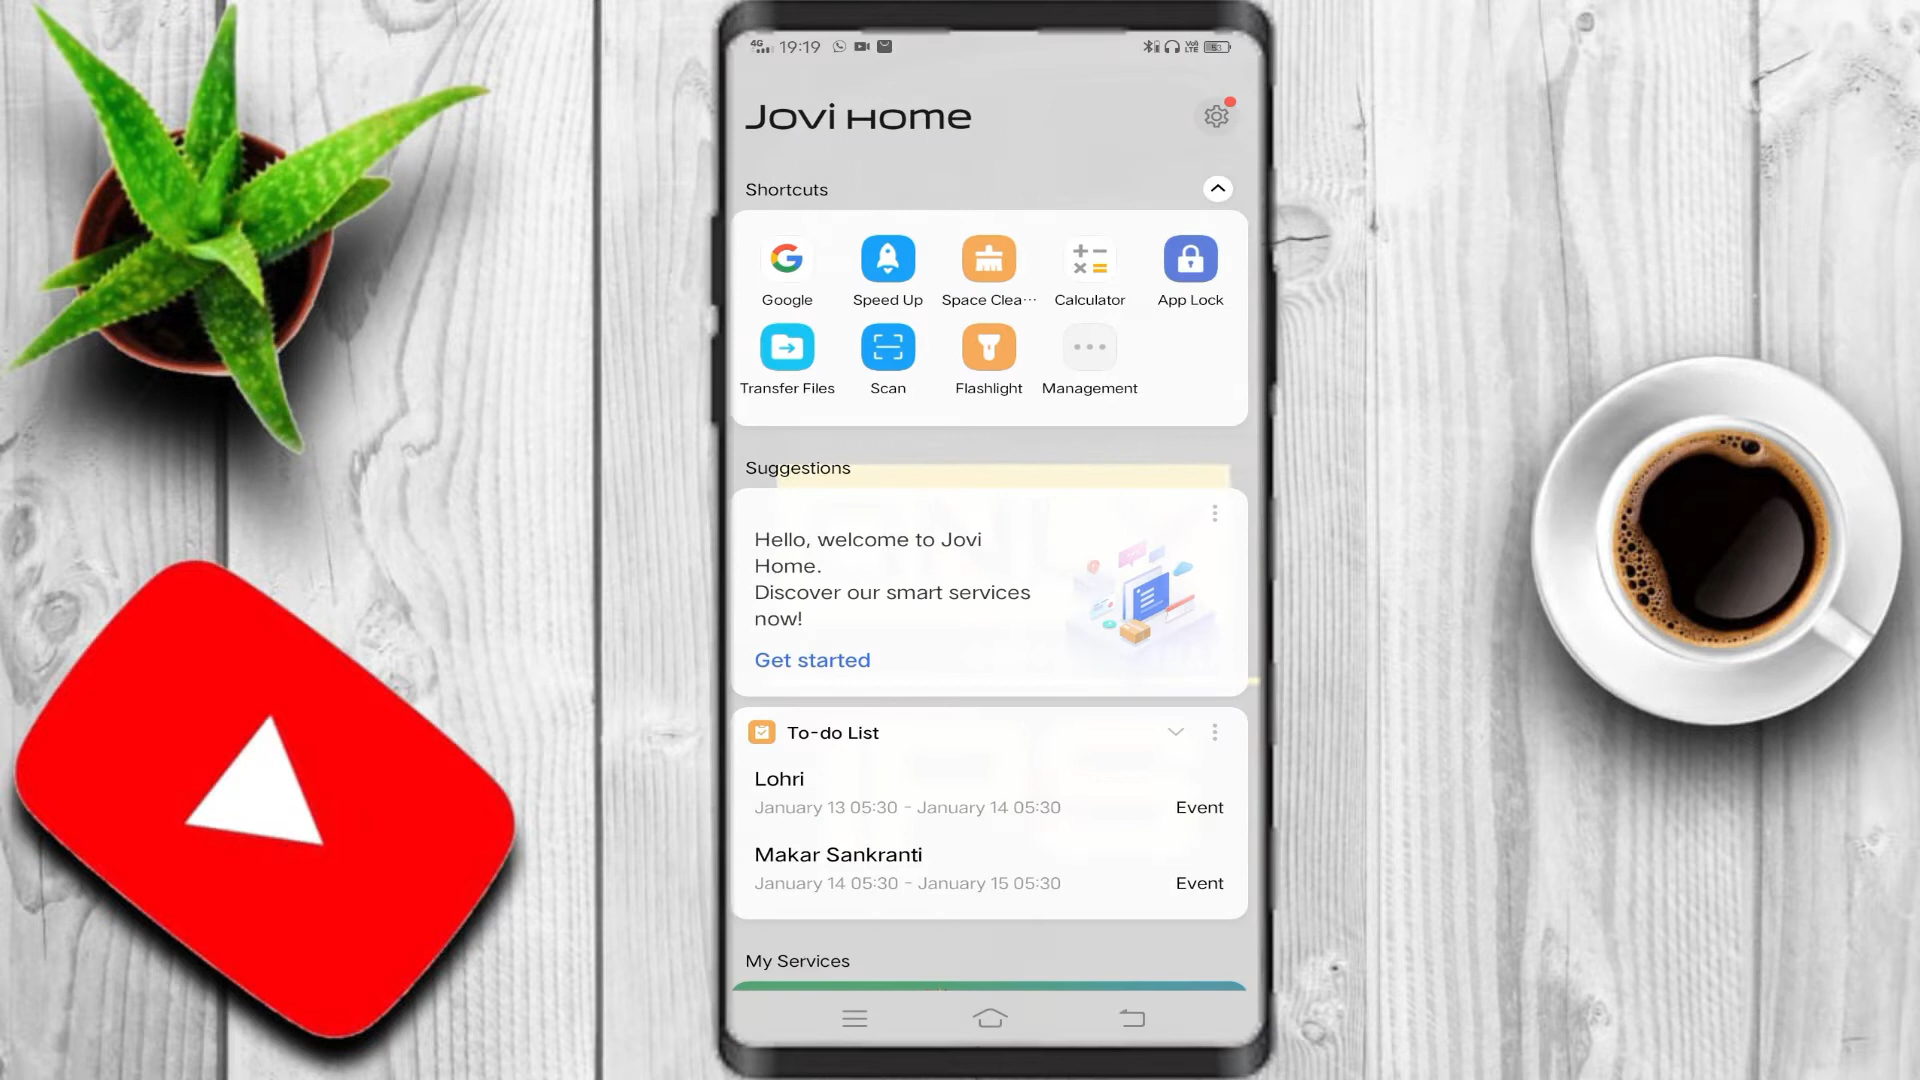 4G 19:19 VoLTE 53
Jovi Home
Shortcuts
Google Speed Up Space Clea··· Calculator App Lock
Transfer Files Scan Flashlight Management
Suggestions
Hello, welcome to Jovi
Home.
Discover our smart services
now!
Get started
To-do List
Lohri
January 13 05:30 - January 14 05:30 Event
Makar Sankranti
January 14 05:30 - January 15 05:30 Event
My Services